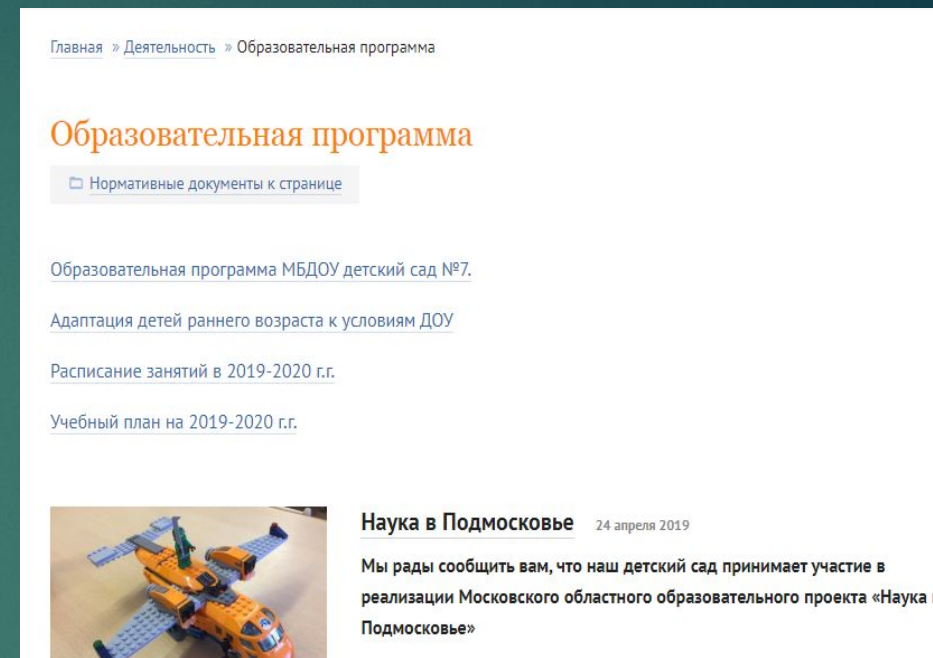 Главная » Деятельность » Образовательная программа
Образовательная программа
Нормативные документы к странице
Образовательная программа МБДОУ детский сад №7.
Адаптация детей раннего возраста к условиям ДОУ
Расписание занятий в 2019-2020 г.г.
Учебный план на 2019-2020 г.г.
Наука в Подмосковье 24 апреля 2019
Мы рады сообщить вам, что наш детский сад принимает участие в
реализации Московского областного образовательного проекта «Наука
Подмосковье»